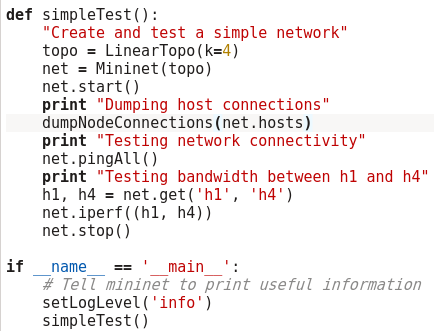 def simpleTest():
    "Create and test a simple network"
    topo = LinearTopo(k=4)
    net = Mininet(topo)
    net.start()
    print "Dumping host connections"
    dumpNodeConnections(net.hosts)
    print "Testing network connectivity"
    net.pingAll()
    print "Testing bandwidth between h1 and h4"
    h1, h4 = net.get('h1', 'h4')
    net.iperf((h1, h4))
    net.stop()

if __name__ == '__main__':
    # Tell mininet to print useful information
    setLogLevel('info')
    simpleTest()